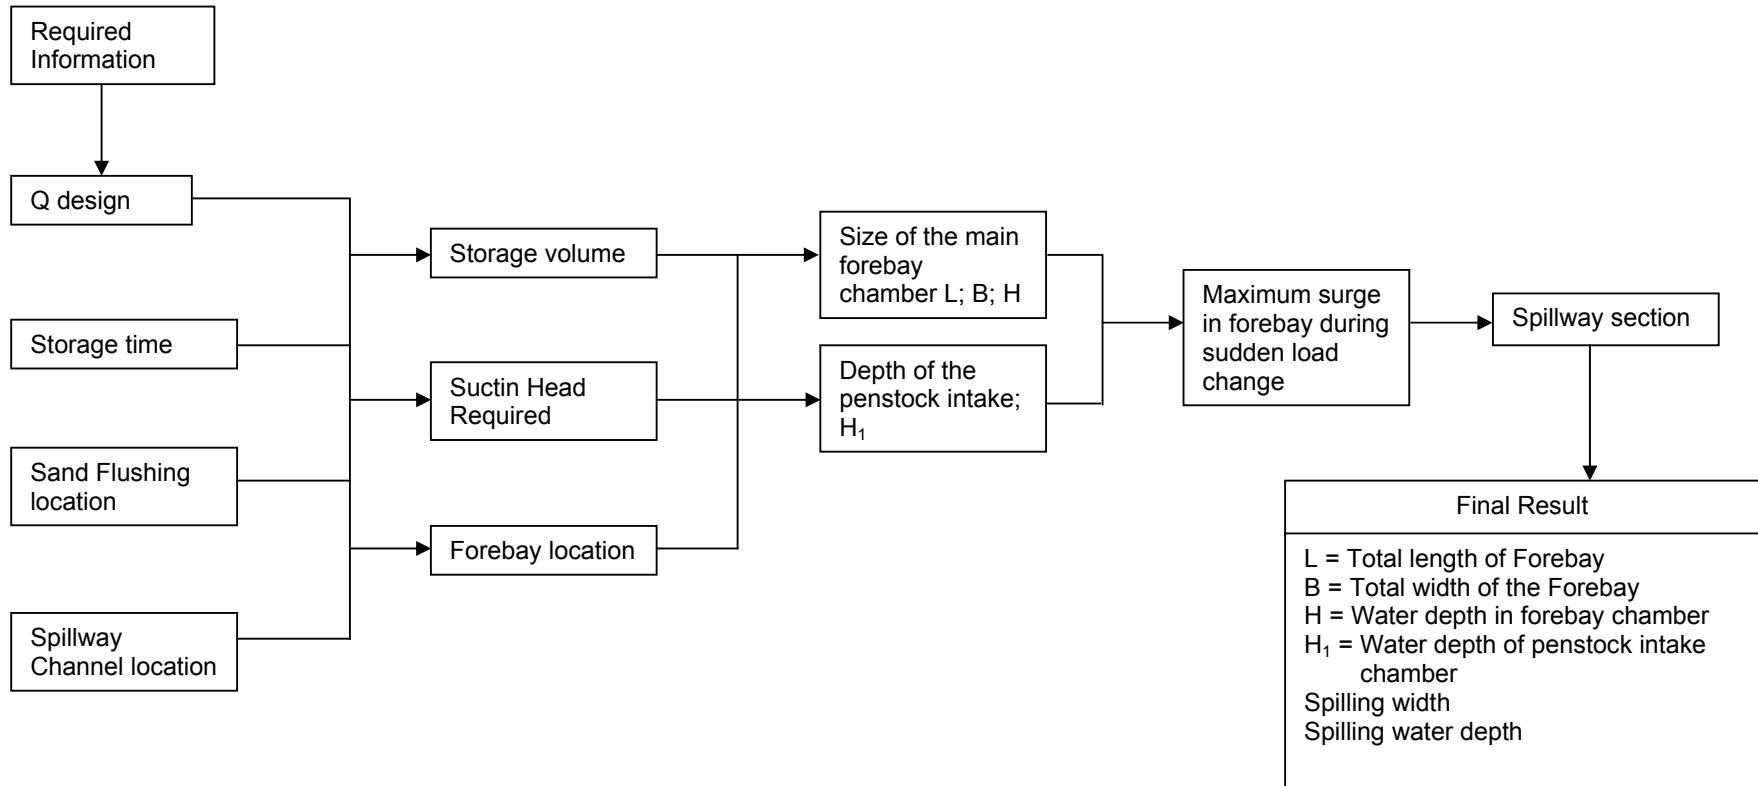 Required
Information
Q design
Storage time
Sand Flushing
location
Spillway
Channel location
Storage volume
Suctin Head
Required
Forebay location
Size of the main
forebay
chamber L; B; H
Depth of the
penstock intake;
H₁
Maximum surge
in forebay during
sudden load
change
Spillway section
Final Result
L = Total length of Forebay
B = Total width of the Forebay
H = Water depth in forebay chamber
H₁ = Water depth of penstock intake
chamber
Spilling width
Spilling water depth